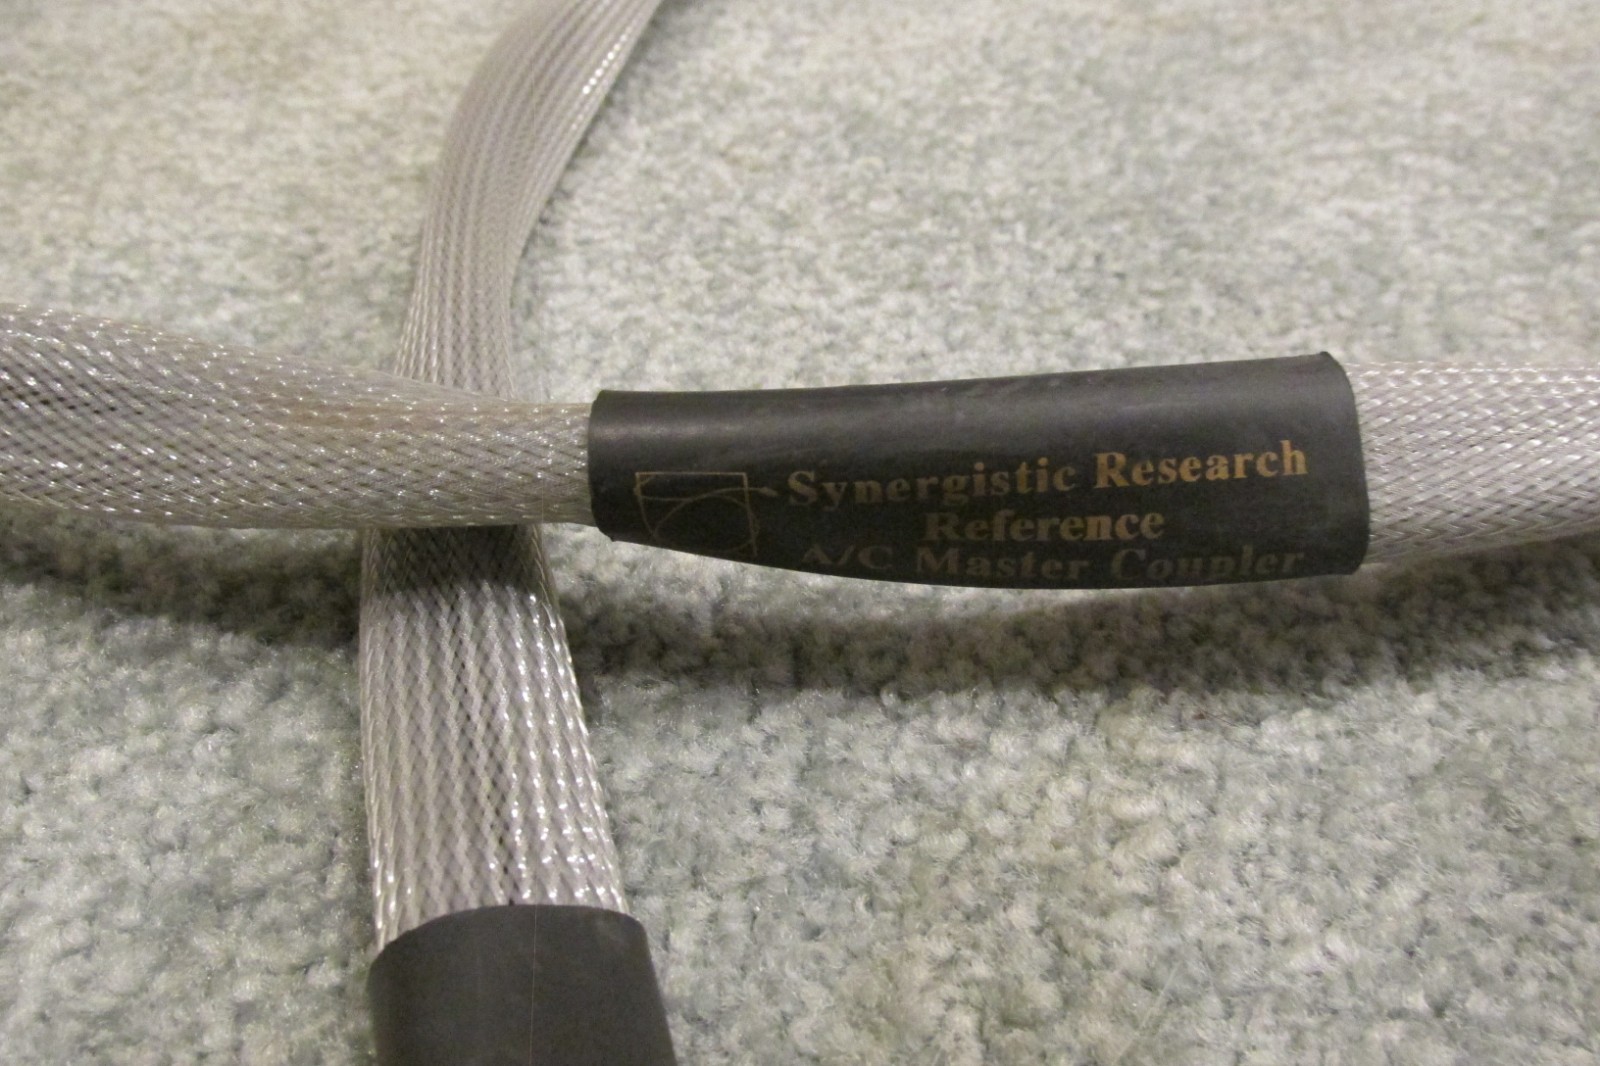 Synergistic Research
Reference
A/C Master Coupler